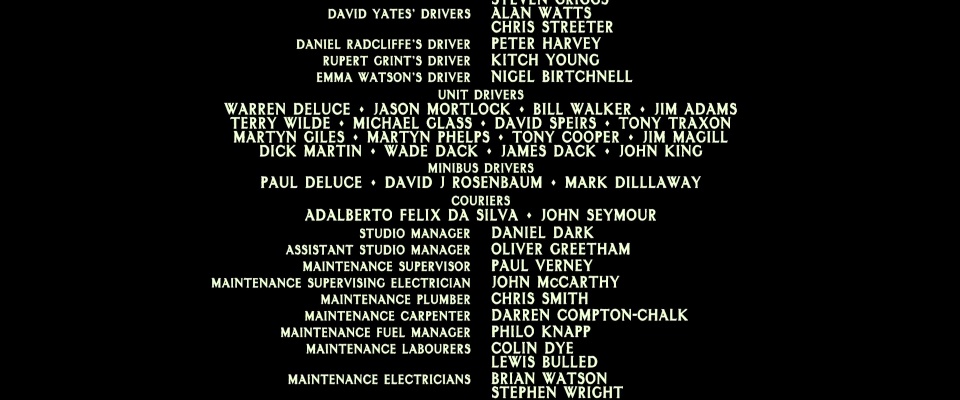 STEVEN GRIGGS
DAVID YATES' DRIVERS ALAN WATTS
CHRIS STREETER
DANIEL RADCLIFFE'S DRIVER PETER HARVEY
RUPERT GRINT'S DRIVER KITCH YOUNG
EMMA WATSON'S DRIVER NIGEL BIRTCHNELL
UNIT DRIVERS
WARREN DELUCE ♦ JASON MORTLOCK ♦ BILL WALKER ♦ JIM ADAMS
TERRY WILDE ♦ MICHAEL GLASS ♦ DAVID SPEIRS ♦ TONY TRAXON
MARTYN GILES ♦ MARTYN PHELPS ♦ TONY COOPER ♦ JIM MAGILL
DICK MARTIN ♦ WADE DACK ♦ JAMES DACK ♦ JOHN KING
MINIBUS DRIVERS
PAUL DELUCE ♦ DAVID J ROSENBAUM ♦ MARK DILLLAWAY
COURIERS
ADALBERTO FELIX DA SILVA ♦ JOHN SEYMOUR
STUDIO MANAGER DANIEL DARK
ASSISTANT STUDIO MANAGER OLIVER GREETHAM
MAINTENANCE SUPERVISOR PAUL VERNEY
MAINTENANCE SUPERVISING ELECTRICIAN JOHN McCARTHY
MAINTENANCE PLUMBER CHRIS SMITH
MAINTENANCE CARPENTER DARREN COMPTON-CHALK
MAINTENANCE FUEL MANAGER PHILO KNAPP
MAINTENANCE LABOURERS COLIN DYE
LEWIS BULLED
MAINTENANCE ELECTRICIANS BRIAN WATSON
STEPHEN WRIGHT